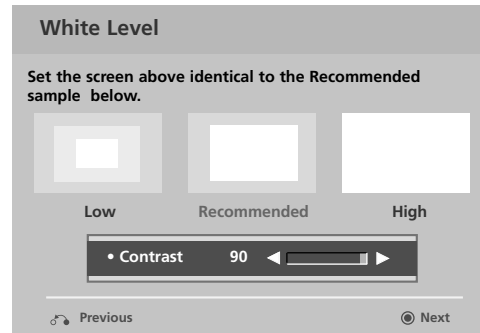 White Level
Set the screen above identical to the Recommended
sample below.
Low Recommended High
• Contrast 90
Previous Next